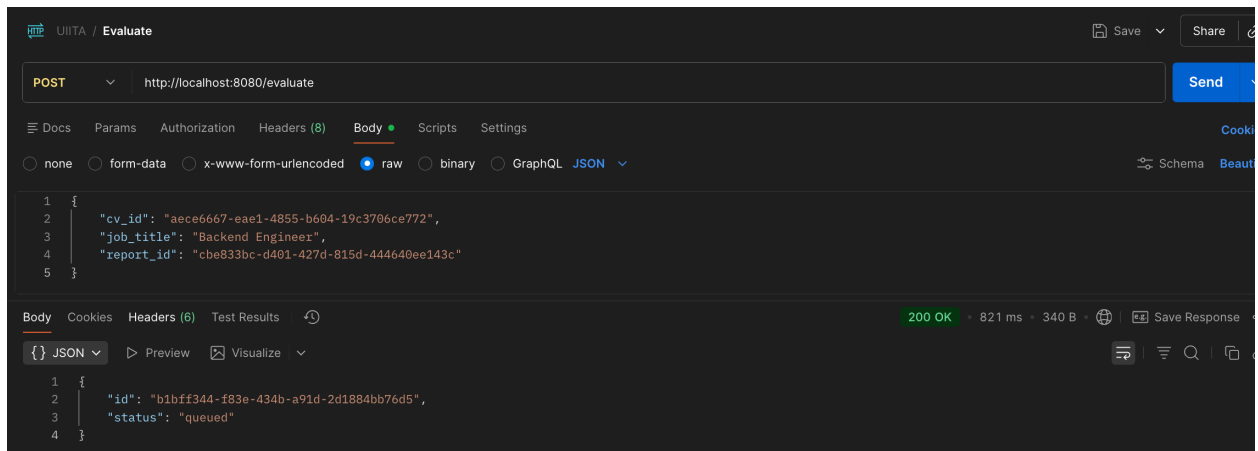 HTTP UIITA / Evaluate Save Share
POST http://localhost:8080/evaluate Send
Docs Params Authorization Headers (8) Body Scripts Settings
none form-data x-www-form-urlencoded raw binary GraphQL JSON Schema
1 {
2 "cv_id": "aece6667-eae1-4855-b604-19c3706ce772",
3 "job_title": "Backend Engineer",
4 "report_id": "cbe833bc-d401-427d-815d-444640ee143c"
5 }
Body Cookies Headers (6) Test Results 200 OK • 821 ms • 340 B • e.g. Save Response
{} JSON Preview Visualize
1 {
2 "id": "b1bff344-f83e-434b-a91d-2d1884bb76d5",
3 "status": "queued"
4 }